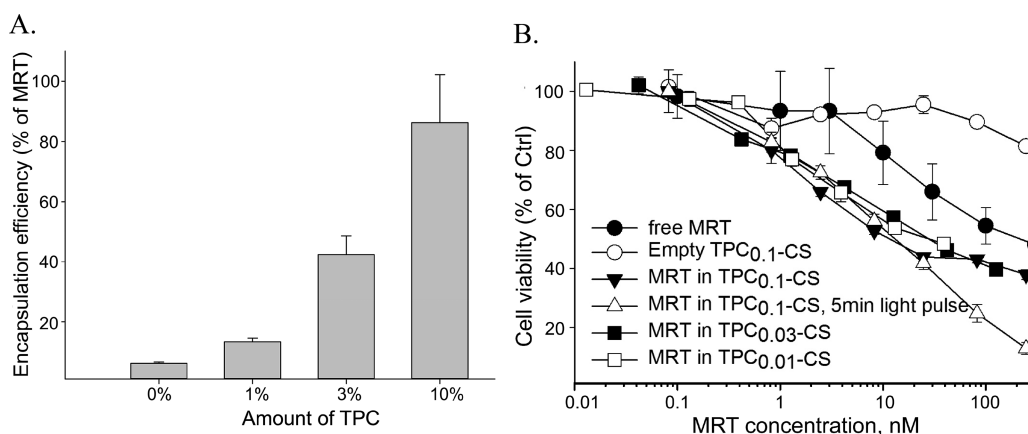 A.
Encapsulation efficiency (% of MRT)
100
80
60
40
20
0%
1%
3%
10%
Amount of TPC
B.
Cell viability (% of Ctrl)
100
80
60
40
20
0
free MRT
Empty TPC0.1-CS
MRT in TPC0.1-CS
MRT in TPC0.1-CS, 5min light pulse
MRT in TPC0.03-CS
MRT in TPC0.01-CS
0.01
0.1
1
10
100
MRT concentration, nM